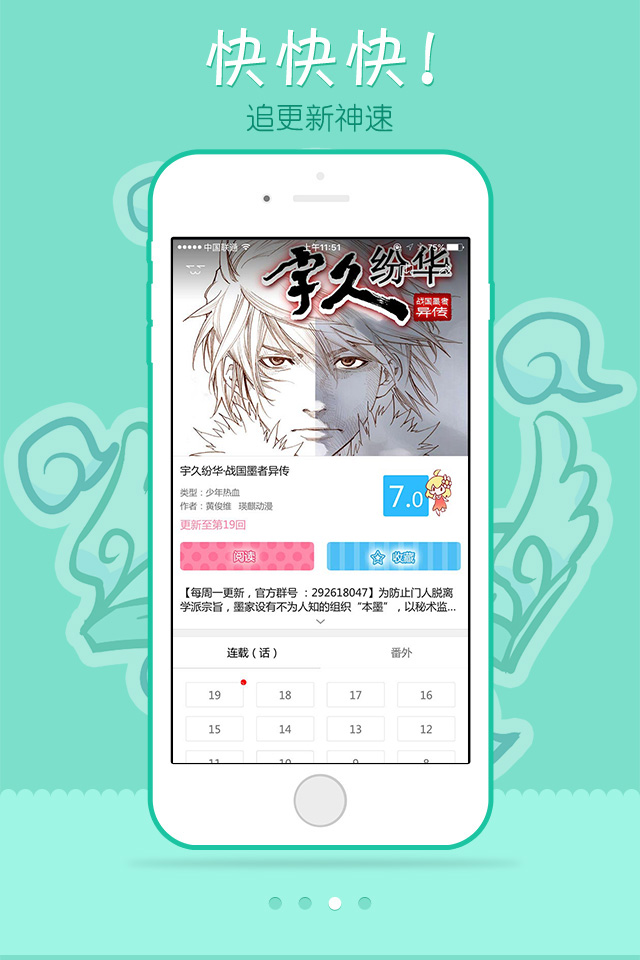 快快快!
追更新神速
中国联通 上午11:51 75%
宇久纷华
战国墨者
异传
宇久纷华·战国墨者异传
类型：少年热血
作者：黄俊维 瑛麒动漫
更新至第19回
7.0
阅读 收藏
【每周一更新，官方群号：292618047】为防止门人脱离
学派宗旨，墨家设有不为人知的组织“本墨”，以秘术监...
连载（话） 番外
19 18 17 16
15 14 13 12
11 10 9 8